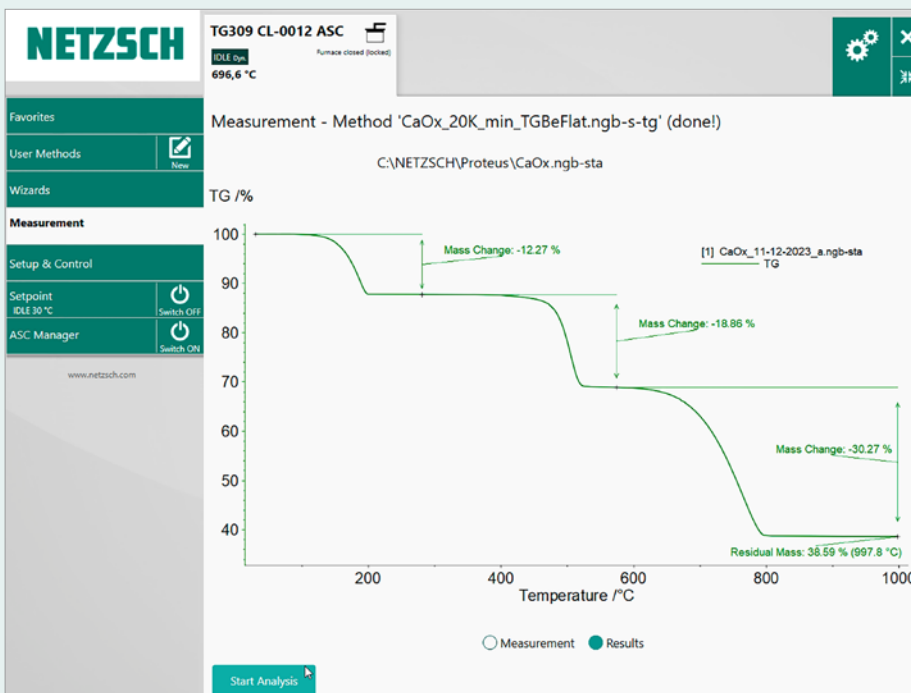 NETZSCH
TG309 CL-0012 ASC
IDLE Dyn.
Furnace closed (locked)
696,6 °C
Favorites
User Methods
New
Wizards
Measurement
Setup & Control
Setpoint
IDLE 30 °C
Switch OFF
ASC Manager
Switch ON
www.netzsch.com
Measurement - Method 'CaOx_20K_min_TGBeFlat.ngb-s-tg' (done!)
C:\NETZSCH\Proteus\CaOx.ngb-sta
TG /%
100
90
80
70
60
50
40
Mass Change: -12.27 %
[1] CaOx_11-12-2023_a.ngb-sta
TG
Mass Change: -18.86 %
Mass Change: -30.27 %
Residual Mass: 38.59 % (997.8 °C)
200
400
600
800
1000
Temperature /°C
Measurement
Results
Start Analysis